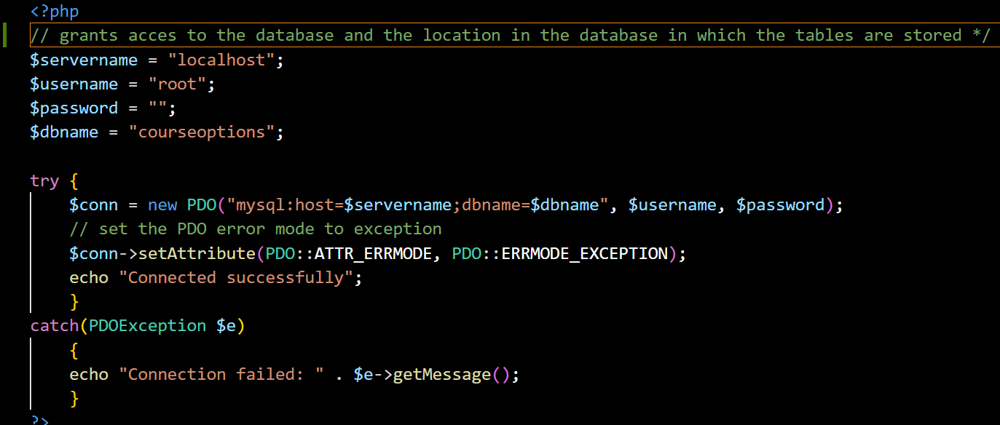 <?php
// grants acces to the database and the location in the database in which the tables are stored */
$servername = "localhost";
$username = "root";
$password = "";
$dbname = "courseoptions";

try {
    $conn = new PDO("mysql:host=$servername;dbname=$dbname", $username, $password);
    // set the PDO error mode to exception
    $conn->setAttribute(PDO::ATTR_ERRMODE, PDO::ERRMODE_EXCEPTION);
    echo "Connected successfully";
    }
catch(PDOException $e)
    {
    echo "Connection failed: " . $e->getMessage();
    }
?>